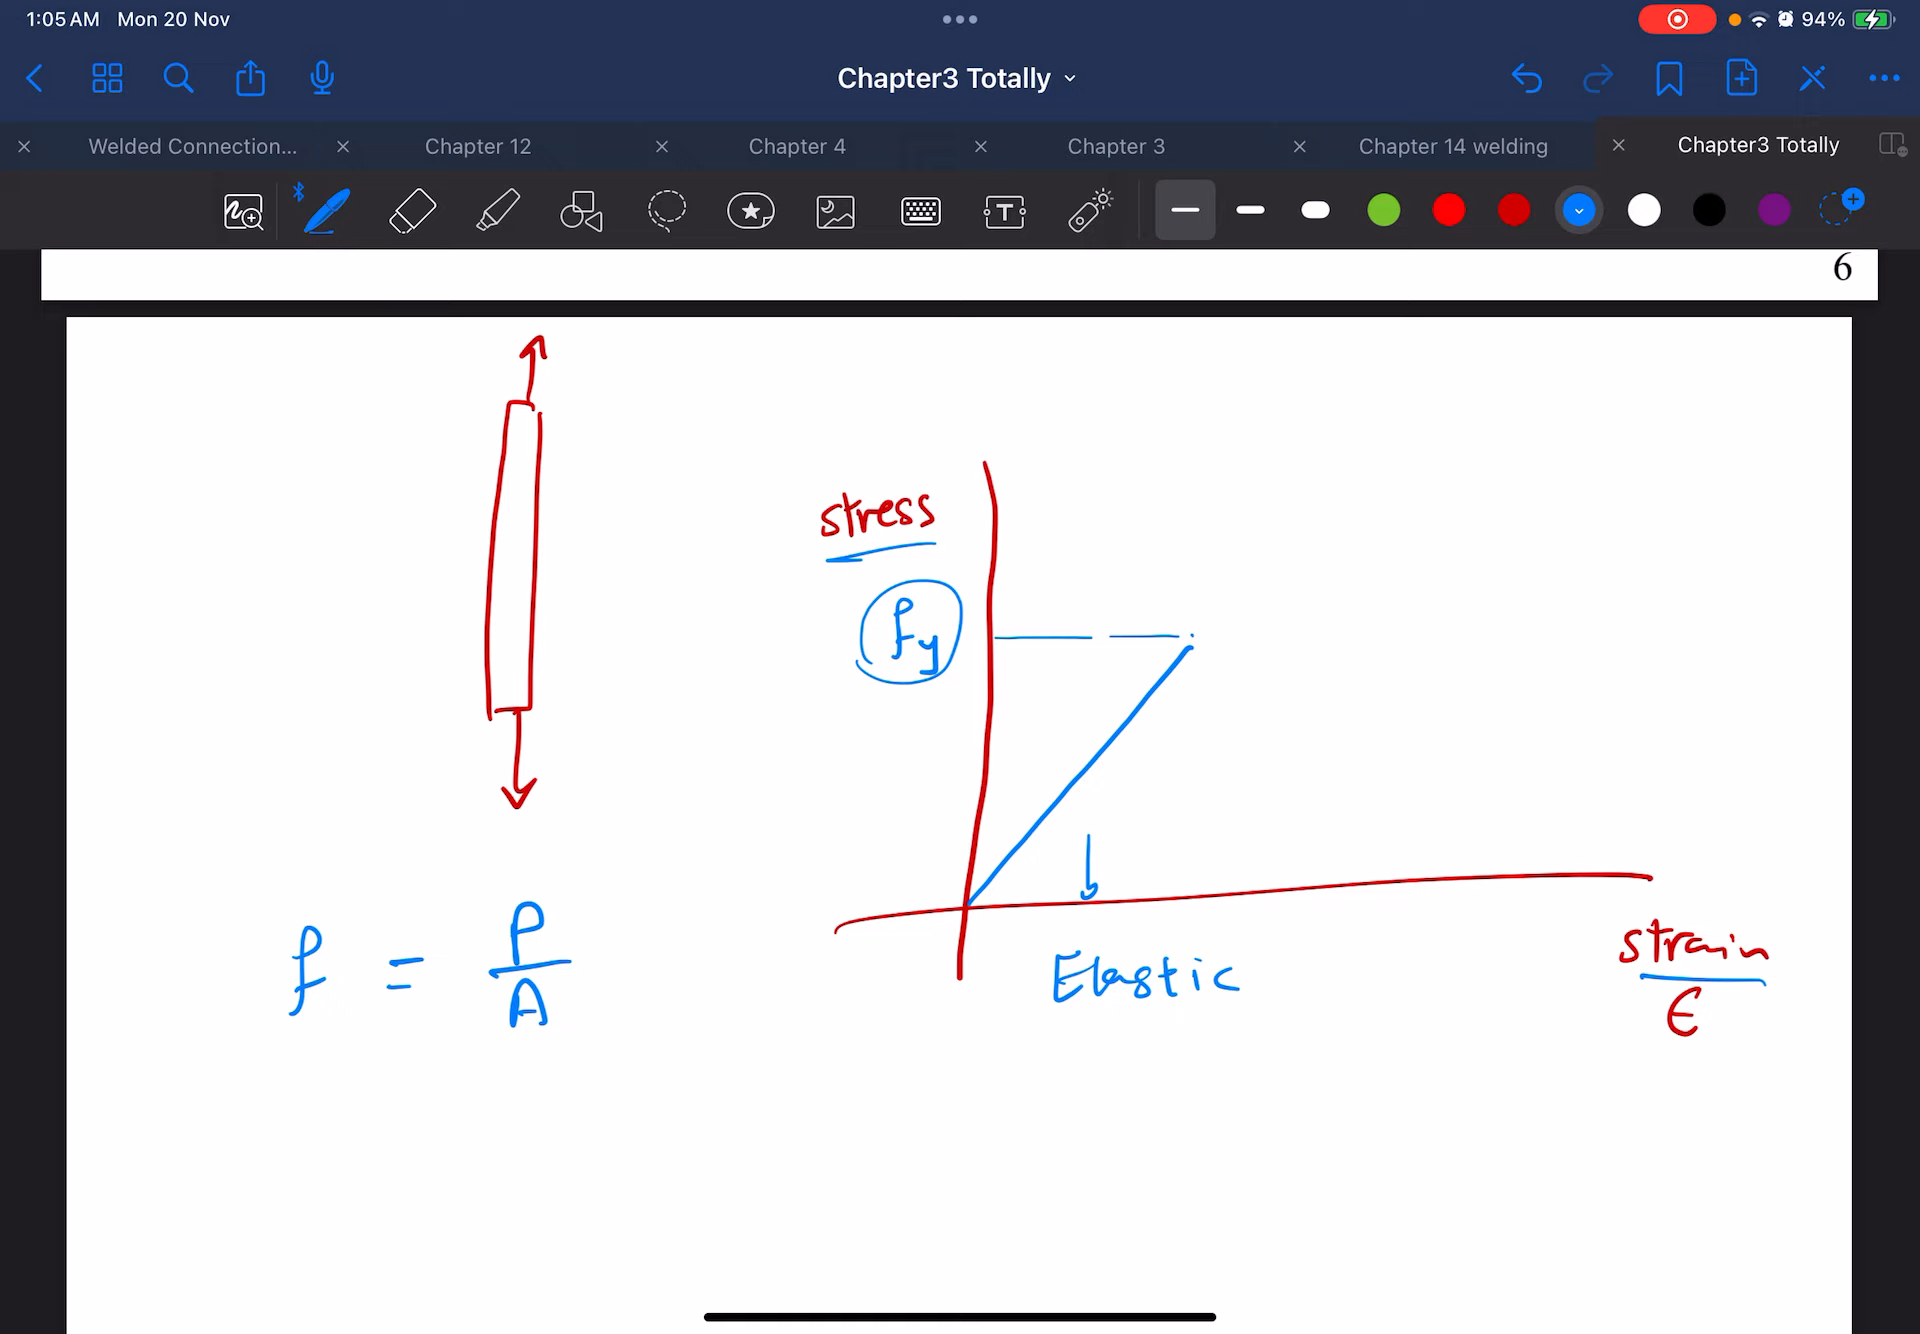 1:05 AM Mon 20 Nov
94%
Chapter3 Totally
Welded Connection...
Chapter 12
Chapter 4
Chapter 3
Chapter 14 welding
Chapter3 Totally
6
stress
fy
f = P/A
Elastic
strain
ϵ